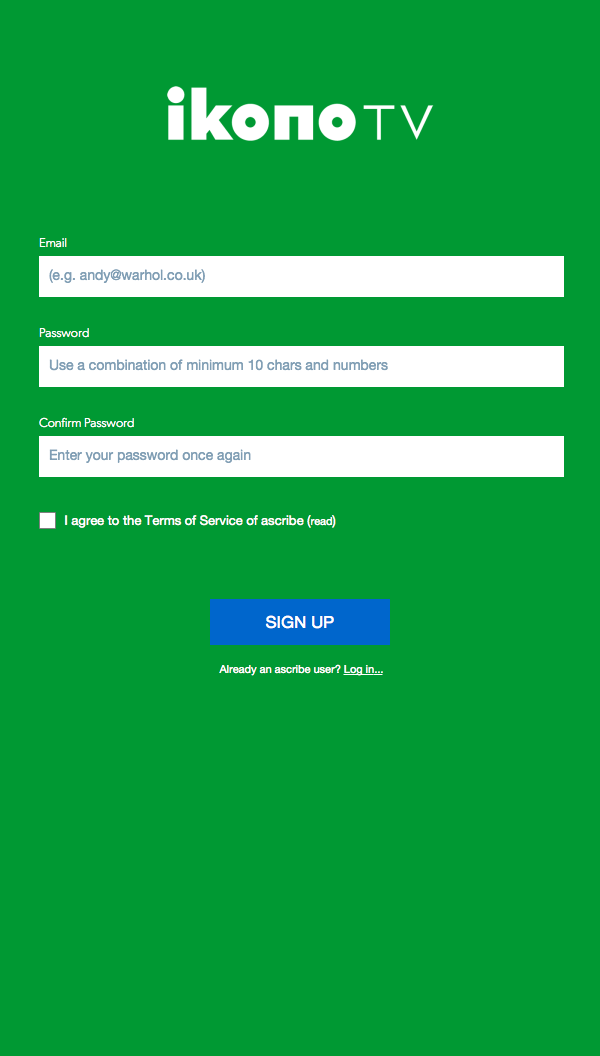 ikono TV
Email
(e.g. andy@warhol.co.uk)
Password
Use a combination of minimum 10 chars and numbers
Confirm Password
Enter your password once again
I agree to the Terms of Service of ascribe (read)
SIGN UP
Already an ascribe user? Log in...